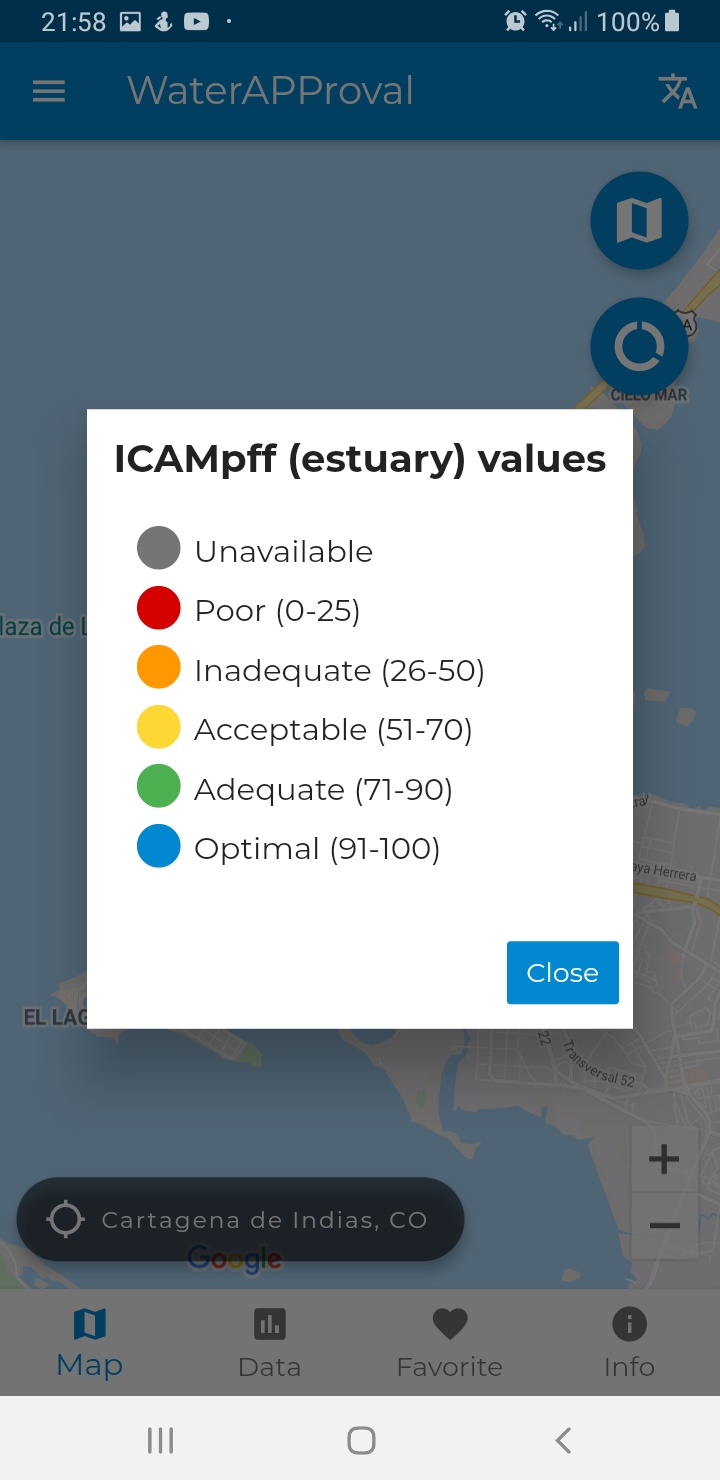 21:58
100%
WaterAPProval
CIELO MAR
ICAMpff (estuary) values
Unavailable
Poor (0-25)
laza de L
Inadequate (26-50)
Acceptable (51-70)
Adequate (71-90)
Optimal (91-100)
aya Herrera
Close
EL LAG
22
Transversal 52
Cartagena de Indias, CO
Google
Map
Data
Favorite
Info